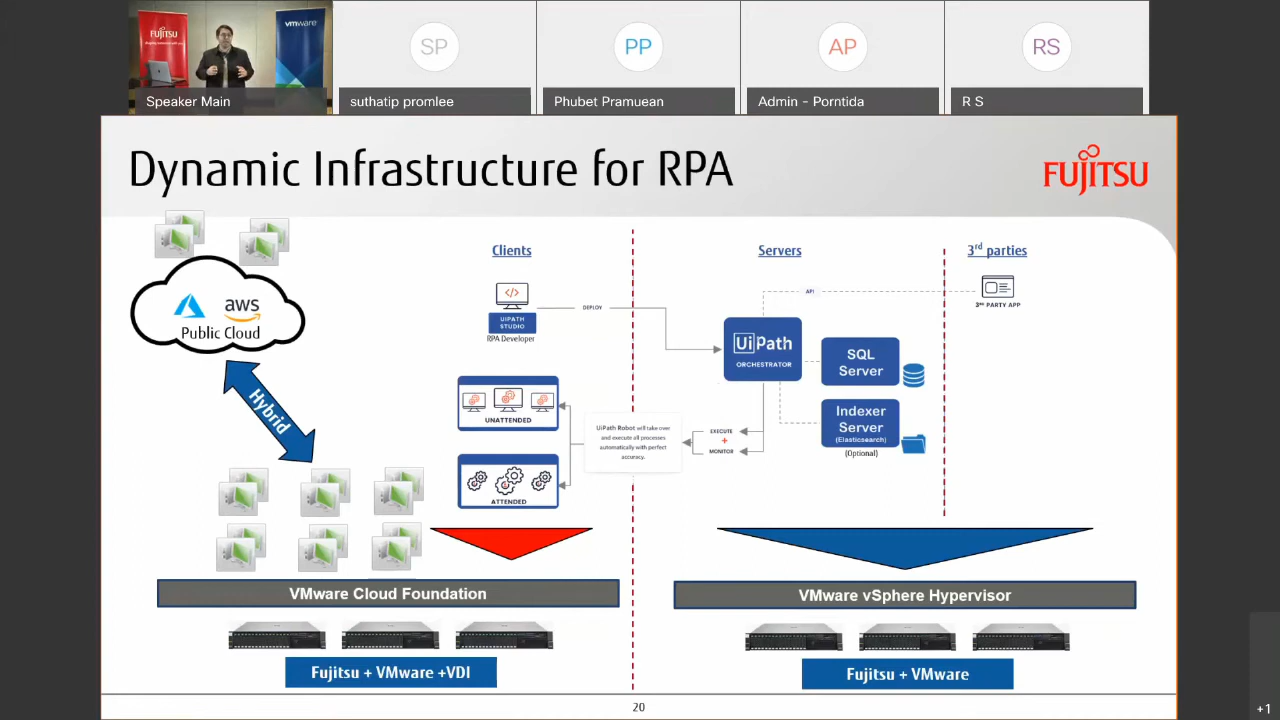 FUJITSU
vmware
SP
PP
AP
RS
Speaker Main
suthatip promlee
Phubet Pramuean
Admin - Porntida
R S
Dynamic Infrastructure for RPA
FUJITSU
Clients
Servers
3rd parties
aws
Public Cloud
Hybrid
</>
UIPATH
STUDIO
RPA Developer
DEPLOY
API
3RD PARTY APP
UiPath
ORCHESTRATOR
SQL
Server
Indexer
Server
(Elasticsearch)
(Optional)
UNATTENDED
ATTENDED
UiPath Robot will take over
and execute all processes
automatically with perfect
accuracy.
EXECUTE
+
MONITOR
VMware Cloud Foundation
VMware vSphere Hypervisor
Fujitsu + VMware +VDI
Fujitsu + VMware
20
+1